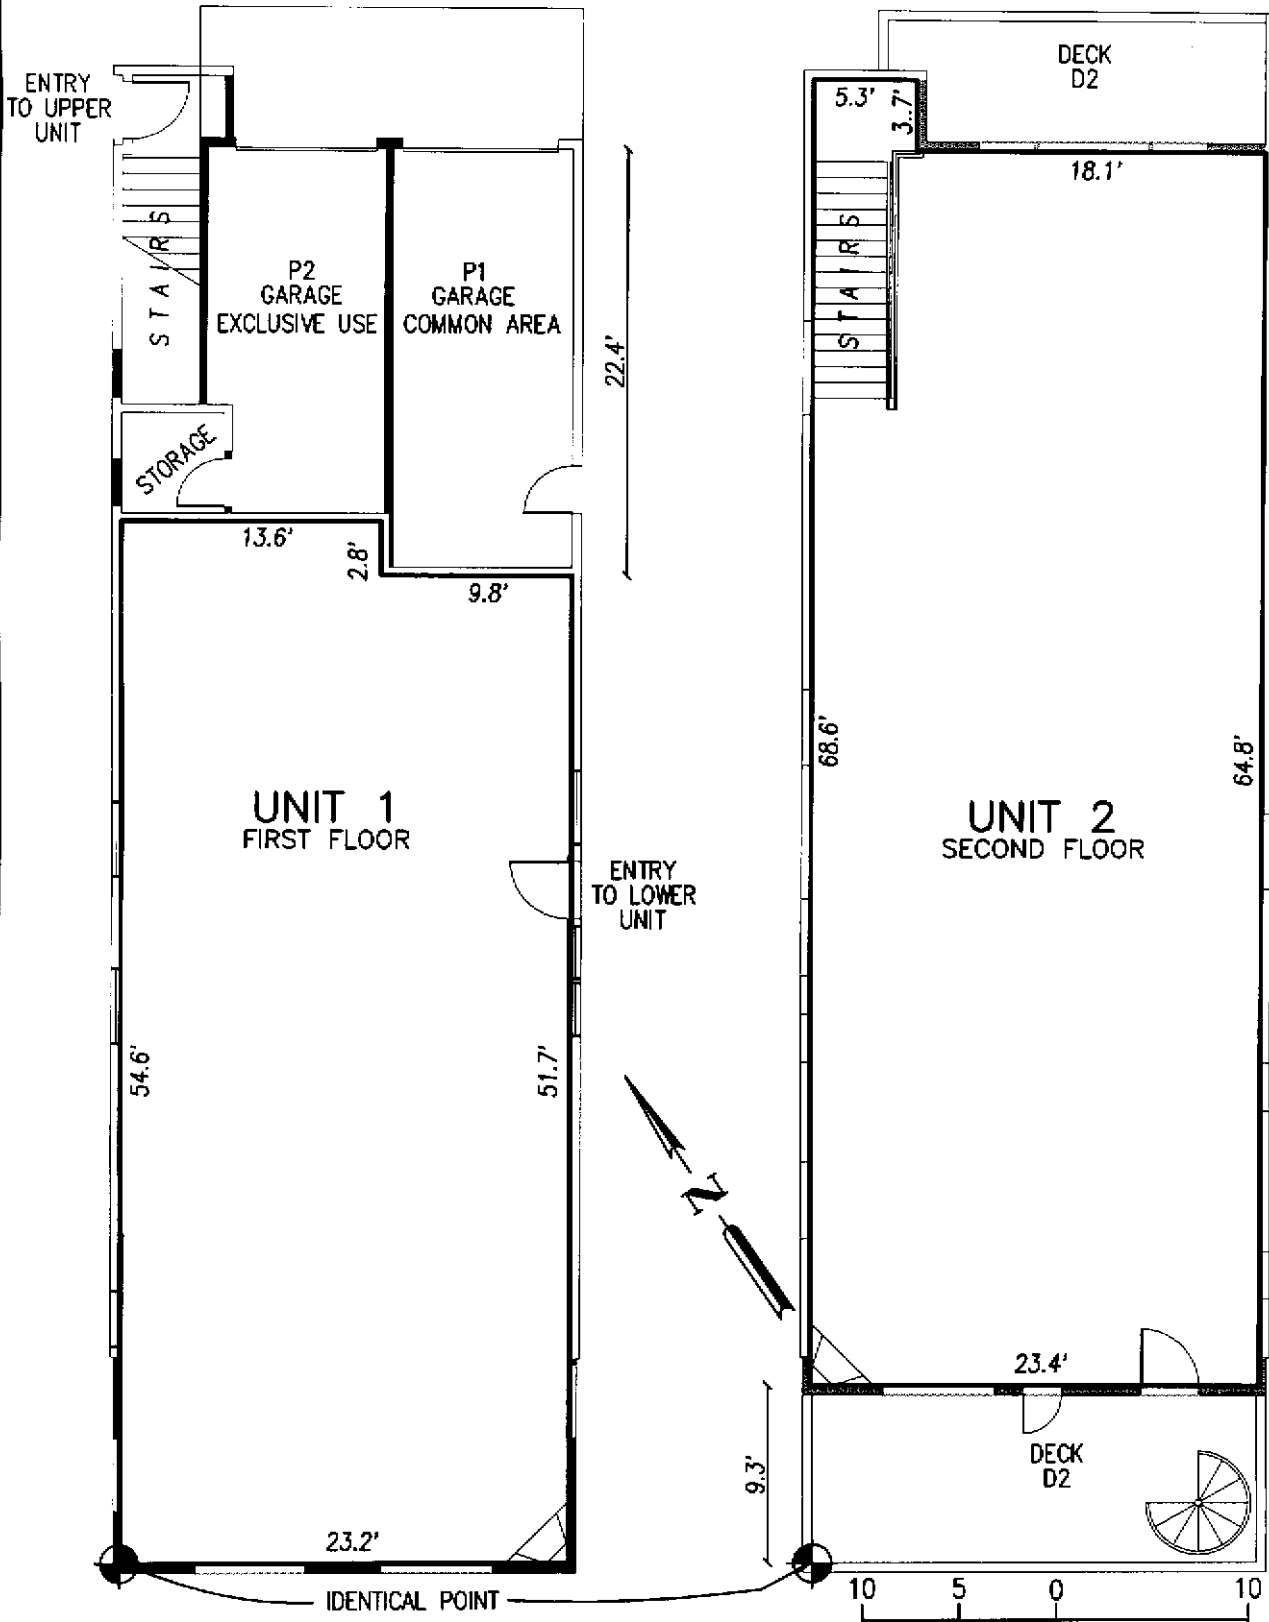 ENTRY
TO UPPER
UNIT
STAIRS
P2
GARAGE
EXCLUSIVE USE
P1
GARAGE
COMMON AREA
22.4'
STORAGE
13.6'
2.8'
9.8'
UNIT 1
FIRST FLOOR
ENTRY
TO LOWER
UNIT
54.6'
51.7'
23.2'
IDENTICAL POINT
N
DECK
D2
5.3'
3.7'
18.1'
STAIRS
68.6'
64.8'
UNIT 2
SECOND FLOOR
23.4'
9.3'
DECK
D2
10 5 0 10